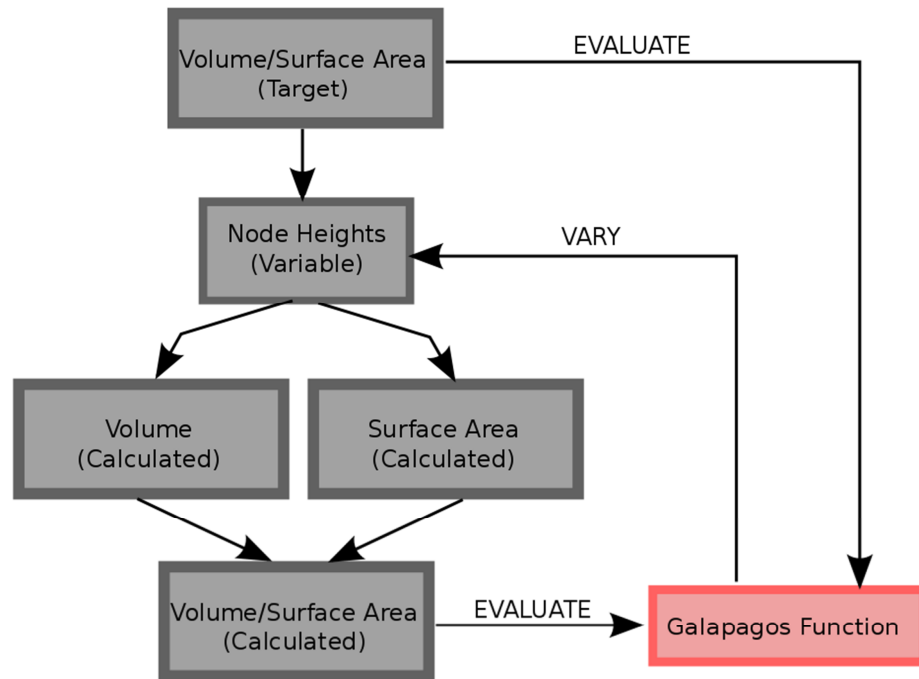 Volume/Surface Area
(Target)
EVALUATE
Node Heights
(Variable)
VARY
Volume
(Calculated)
Surface Area
(Calculated)
Volume/Surface Area
(Calculated)
EVALUATE
Galapagos Function